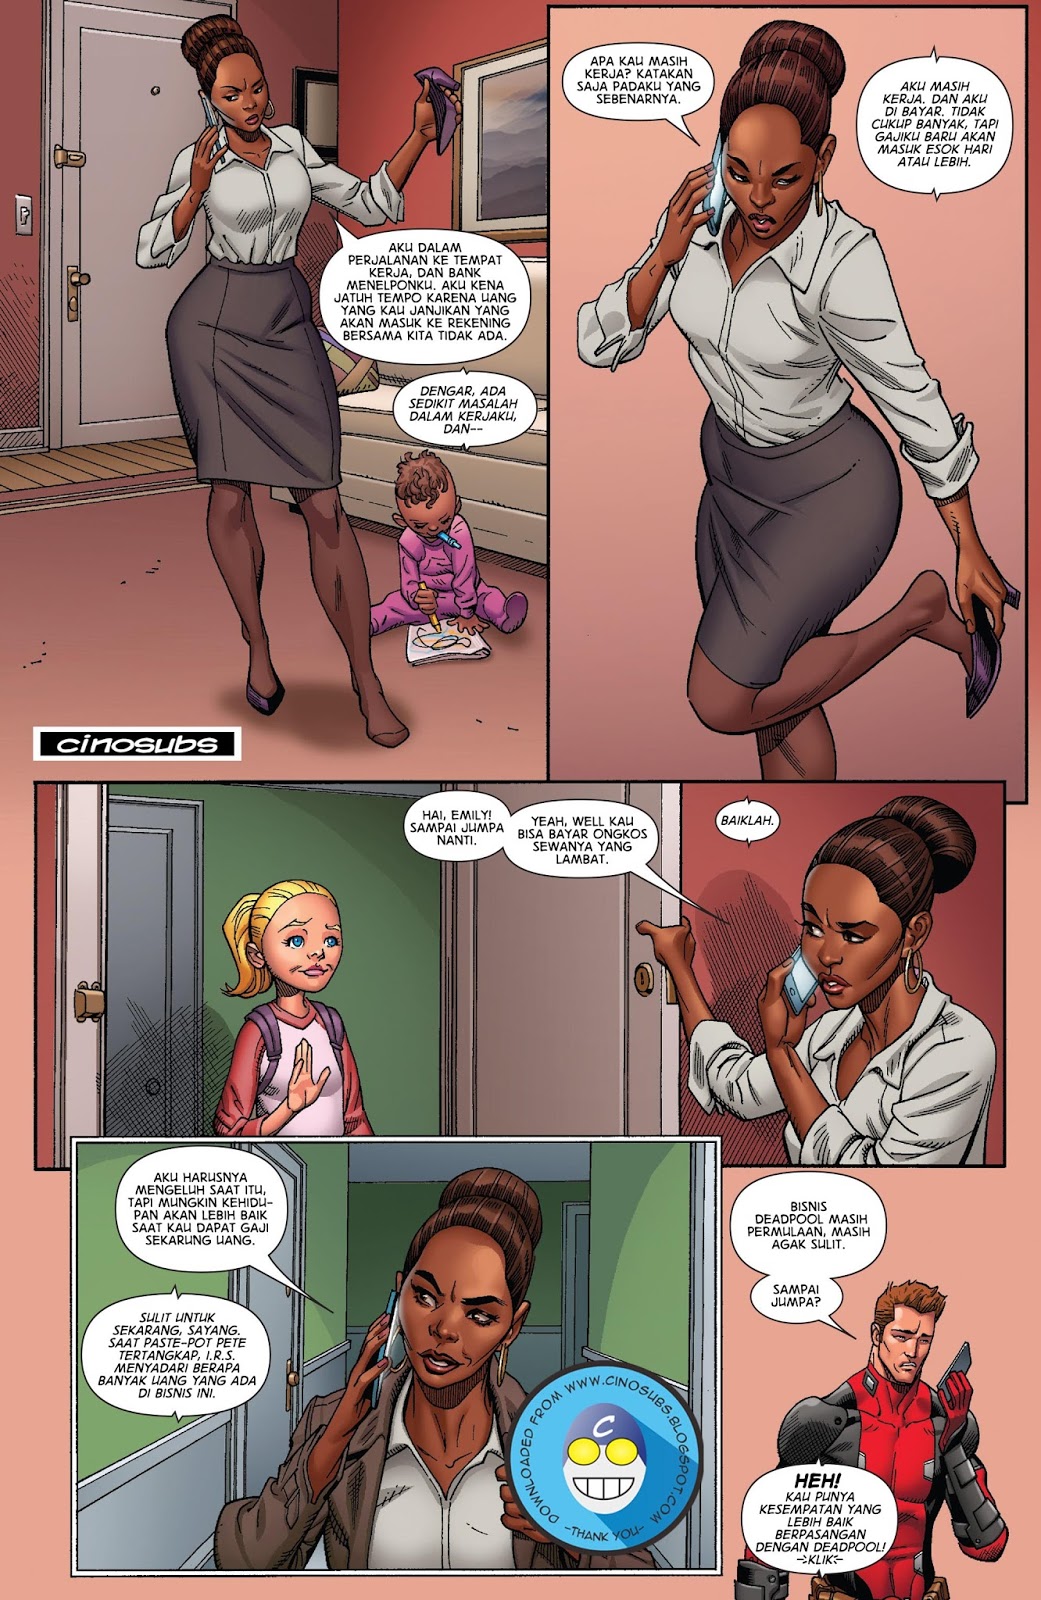 AKU DALAM
PERJALANAN KE TEMPAT
KERJA, DAN BANK
MENELPONKU. AKU KENA
JATUH TEMPO KARENA UANG
YANG KAU JANJIKAN YANG
AKAN MASUK KE REKENING
BERSAMA KITA TIDAK ADA.
DENGAR, ADA
SEDIKIT MASALAH
DALAM KERJAKU,
DAN--
cinosubs
APA KAU MASIH
KERJA? KATAKAN
SAJA PADAKU YANG
SEBENARNYA.
AKU MASIH
KERJA. DAN AKU
DI BAYAR. TIDAK
CUKUP BANYAK, TAPI
GAJIKU BARU AKAN
MASUK ESOK HARI
ATAU LEBIH.
HAI, EMILY!
SAMPAI JUMPA
NANTI.
YEAH, WELL KAU
BISA BAYAR ONGKOS
SEWANYA YANG
LAMBAT.
BAIKLAH.
AKU HARUSNYA
MENGELUH SAAT ITU,
TAPI MUNGKIN KEHIDU-
PAN AKAN LEBIH BAIK
SAAT KAU DAPAT GAJI
SEKARUNG UANG.
SULIT UNTUK
SEKARANG, SAYANG.
SAAT PASTE-POT PETE
TERTANGKAP, I.R.S.
MENYADARI BERAPA
BANYAK UANG YANG ADA
DI BISNIS INI.
DOWNLOADED FROM WWW.CINOSUBS.BLOGSPOT.COM
C
-THANK YOU-
BISNIS
DEADPOOL MASIH
PERMULAAN, MASIH
AGAK SULIT.
SAMPAI
JUMPA?
HEH!
KAU PUNYA
KESEMPATAN YANG
LEBIH BAIK
BERPASANGAN
DENGAN DEADPOOL!
-KLIK-